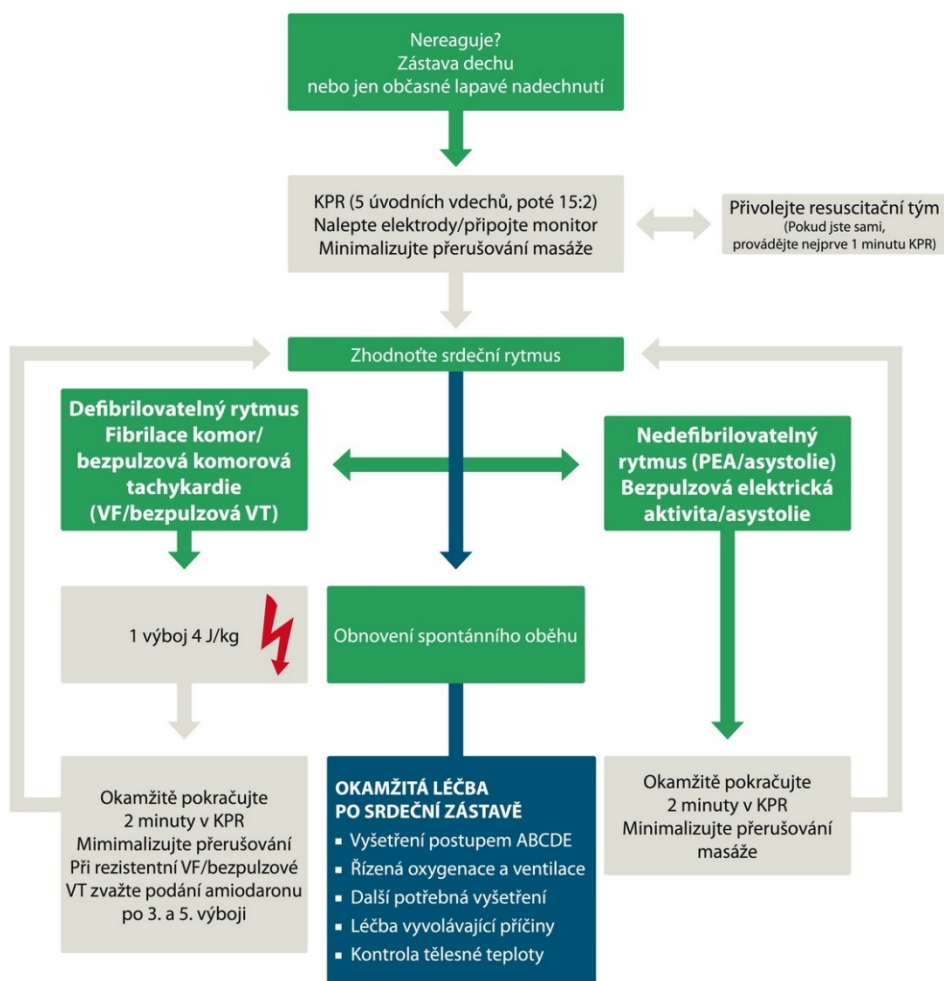 Nereaguje?
Zástava dechu
nebo jen občasné lapavé nadechnutí
KPR (5 úvodních vdechů, poté 15:2)
Nalepte elektrody/připojte monitor
Minimalizujte přerušování masáže
Přivolejte resuscitační tým
(Pokud jste sami,
provádějte nejprve 1 minutu KPR)
Zhodnoťte srdeční rytmus
Defibrilovatelný rytmus
Fibrilace komor/
bezpulzová komorová
tachykardie
(VF/bezpulzová VT)
Nedefibrilovatelný
rytmus (PEA/asystolie)
Bezpulzová elektrická
aktivita/asystolie
1 výboj 4 J/kg
Obnovení spontánního oběhu
Okamžitě pokračujte
2 minuty v KPR
Mimimalizujte přerušování
Při rezistentní VF/bezpulzové
VT zvažte podání amiodaronu
po 3. a 5. výboji
OKAMŽITÁ LÉČBA
PO SRDEČNÍ ZÁSTAVĚ
▪ Vyšetření postupem ABCDE
▪ Řízená oxygenace a ventilace
▪ Další potřebná vyšetření
▪ Léčba vyvolávající příčiny
▪ Kontrola tělesné teploty
Okamžitě pokračujte
2 minuty v KPR
Minimalizujte přerušování
masáže